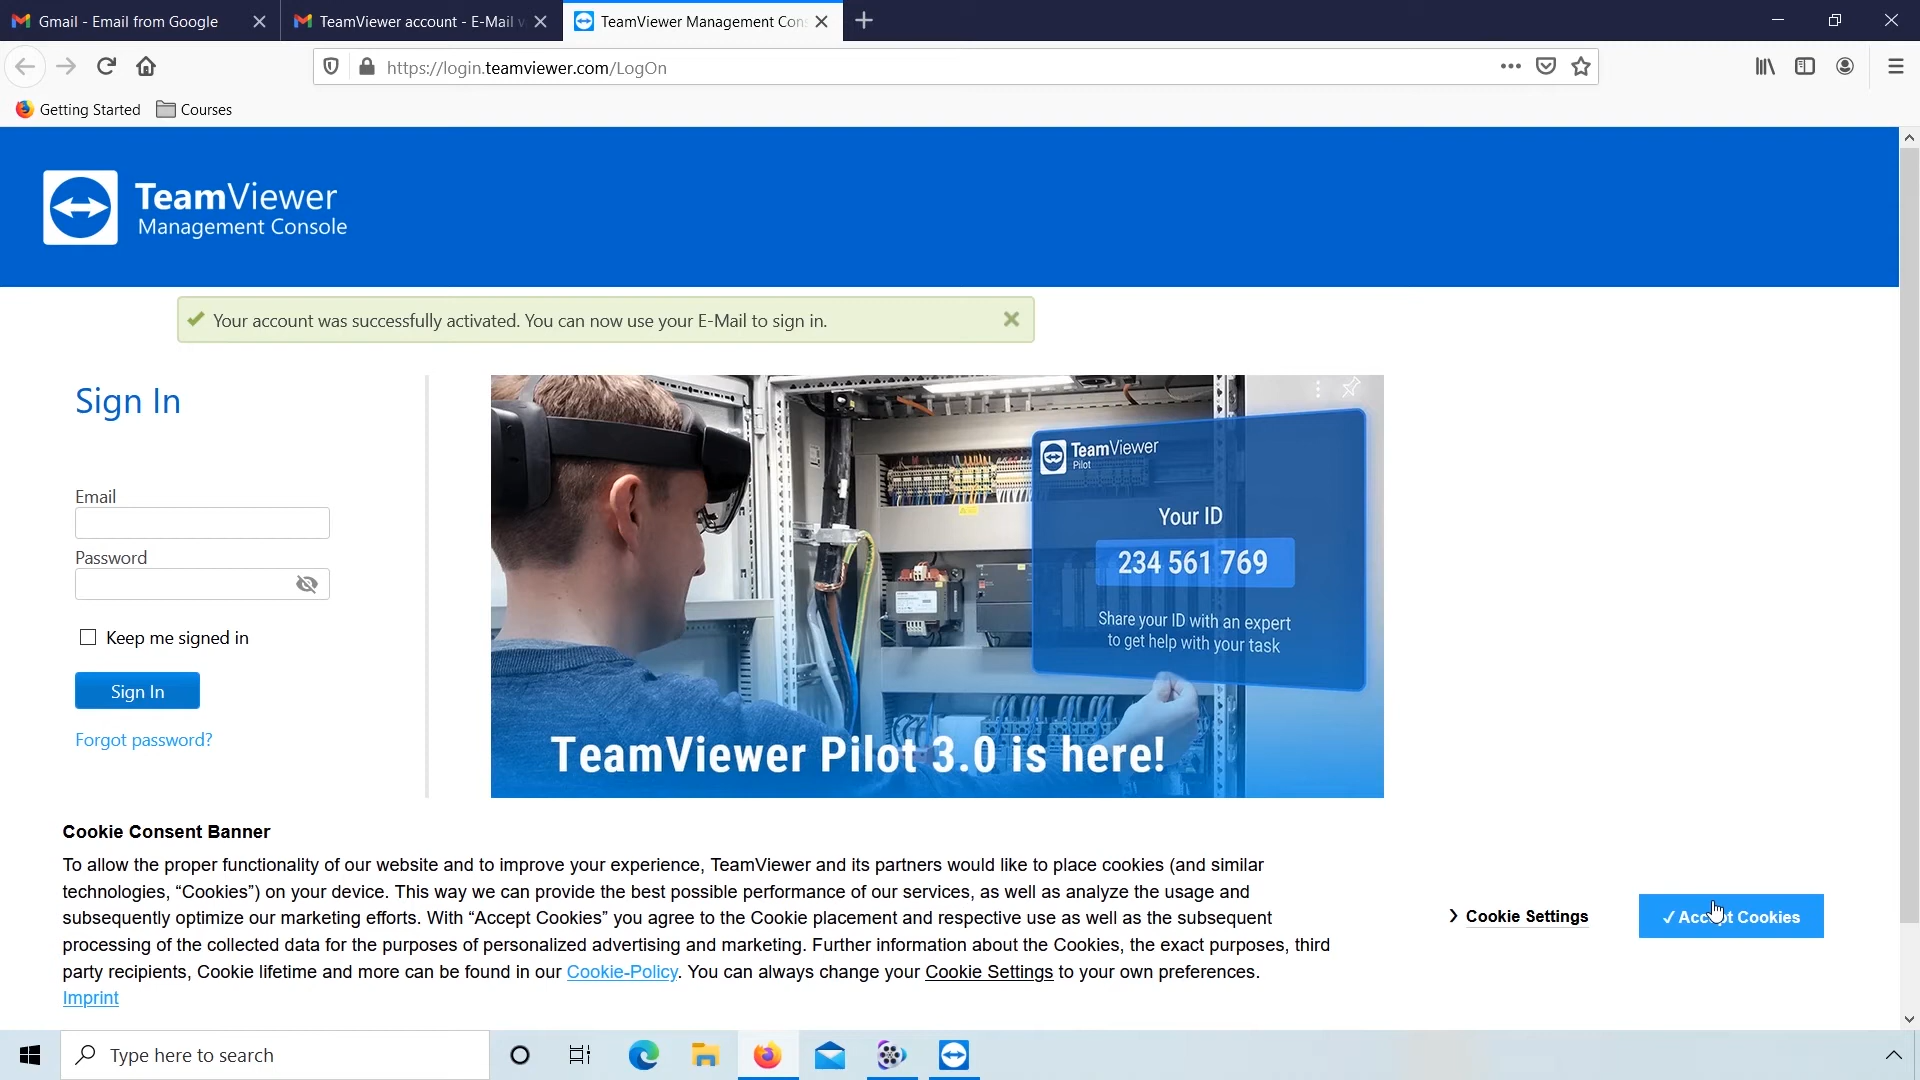 Gmail - Email from Google
TeamViewer account - E-Mail v
TeamViewer Management Con
https://login.teamviewer.com/LogOn
Getting Started
Courses
TeamViewer
Management Console
Your account was successfully activated. You can now use your E-Mail to sign in.
Sign In
Email
Password
Keep me signed in
Sign In
Forgot password?
TeamViewer
Pilot
Your ID
234 561 769
Share your ID with an expert
to get help with your task
TeamViewer Pilot 3.0 is here!
Cookie Consent Banner
To allow the proper functionality of our website and to improve your experience, TeamViewer and its partners would like to place cookies (and similar
technologies, “Cookies”) on your device. This way we can provide the best possible performance of our services, as well as analyze the usage and
subsequently optimize our marketing efforts. With “Accept Cookies” you agree to the Cookie placement and respective use as well as the subsequent
processing of the collected data for the purposes of personalized advertising and marketing. Further information about the Cookies, the exact purposes, third
party recipients, Cookie lifetime and more can be found in our Cookie-Policy. You can always change your Cookie Settings to your own preferences.
Imprint
Cookie Settings
✓ Accept Cookies
Type here to search